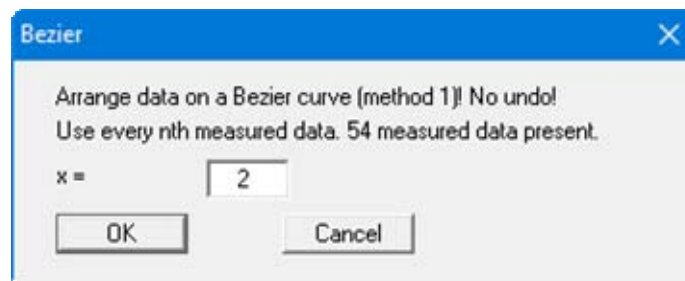 Bezier
Arrange data on a Bezier curve (method 1)! No undo!
Use every nth measured data. 54 measured data present.
x = 2
OK Cancel